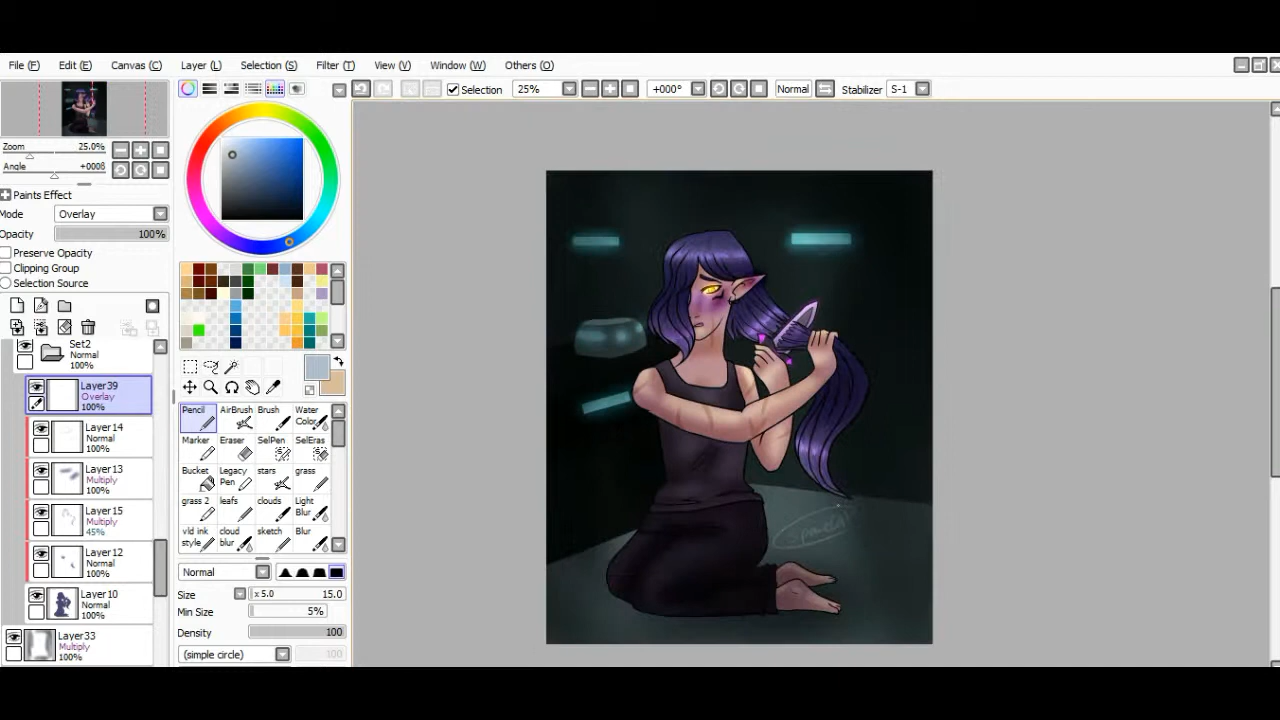 File (F) Edit (E) Canvas (C) Layer (L) Selection (S) Filter (T) View (V) Window (W) Others (O)
Selection 25% +000° Normal Stabilizer S-1
Zoom 25.0%
Angle
Paints Effect
Mode Overlay
Opacity 100%
Preserve Opacity
Clipping Group
Selection Source
Set2
Normal
100%
Layer39
Overlay
100%
Layer14
Normal
100%
Layer13
Multiply
100%
Layer15
Multiply
45%
Layer12
Normal
100%
Layer10
Normal
100%
Layer33
Multiply
100%
Pencil AirBrush Brush Water Color
Marker Eraser SelPen SelEras
Bucket Legacy Pen stars grass
grass 2 leafs clouds Light Blur
vld ink style cloud blur sketch Blur
Normal
Size x 5.0 15.0
Min Size 5%
Density 100
(simple circle) 100